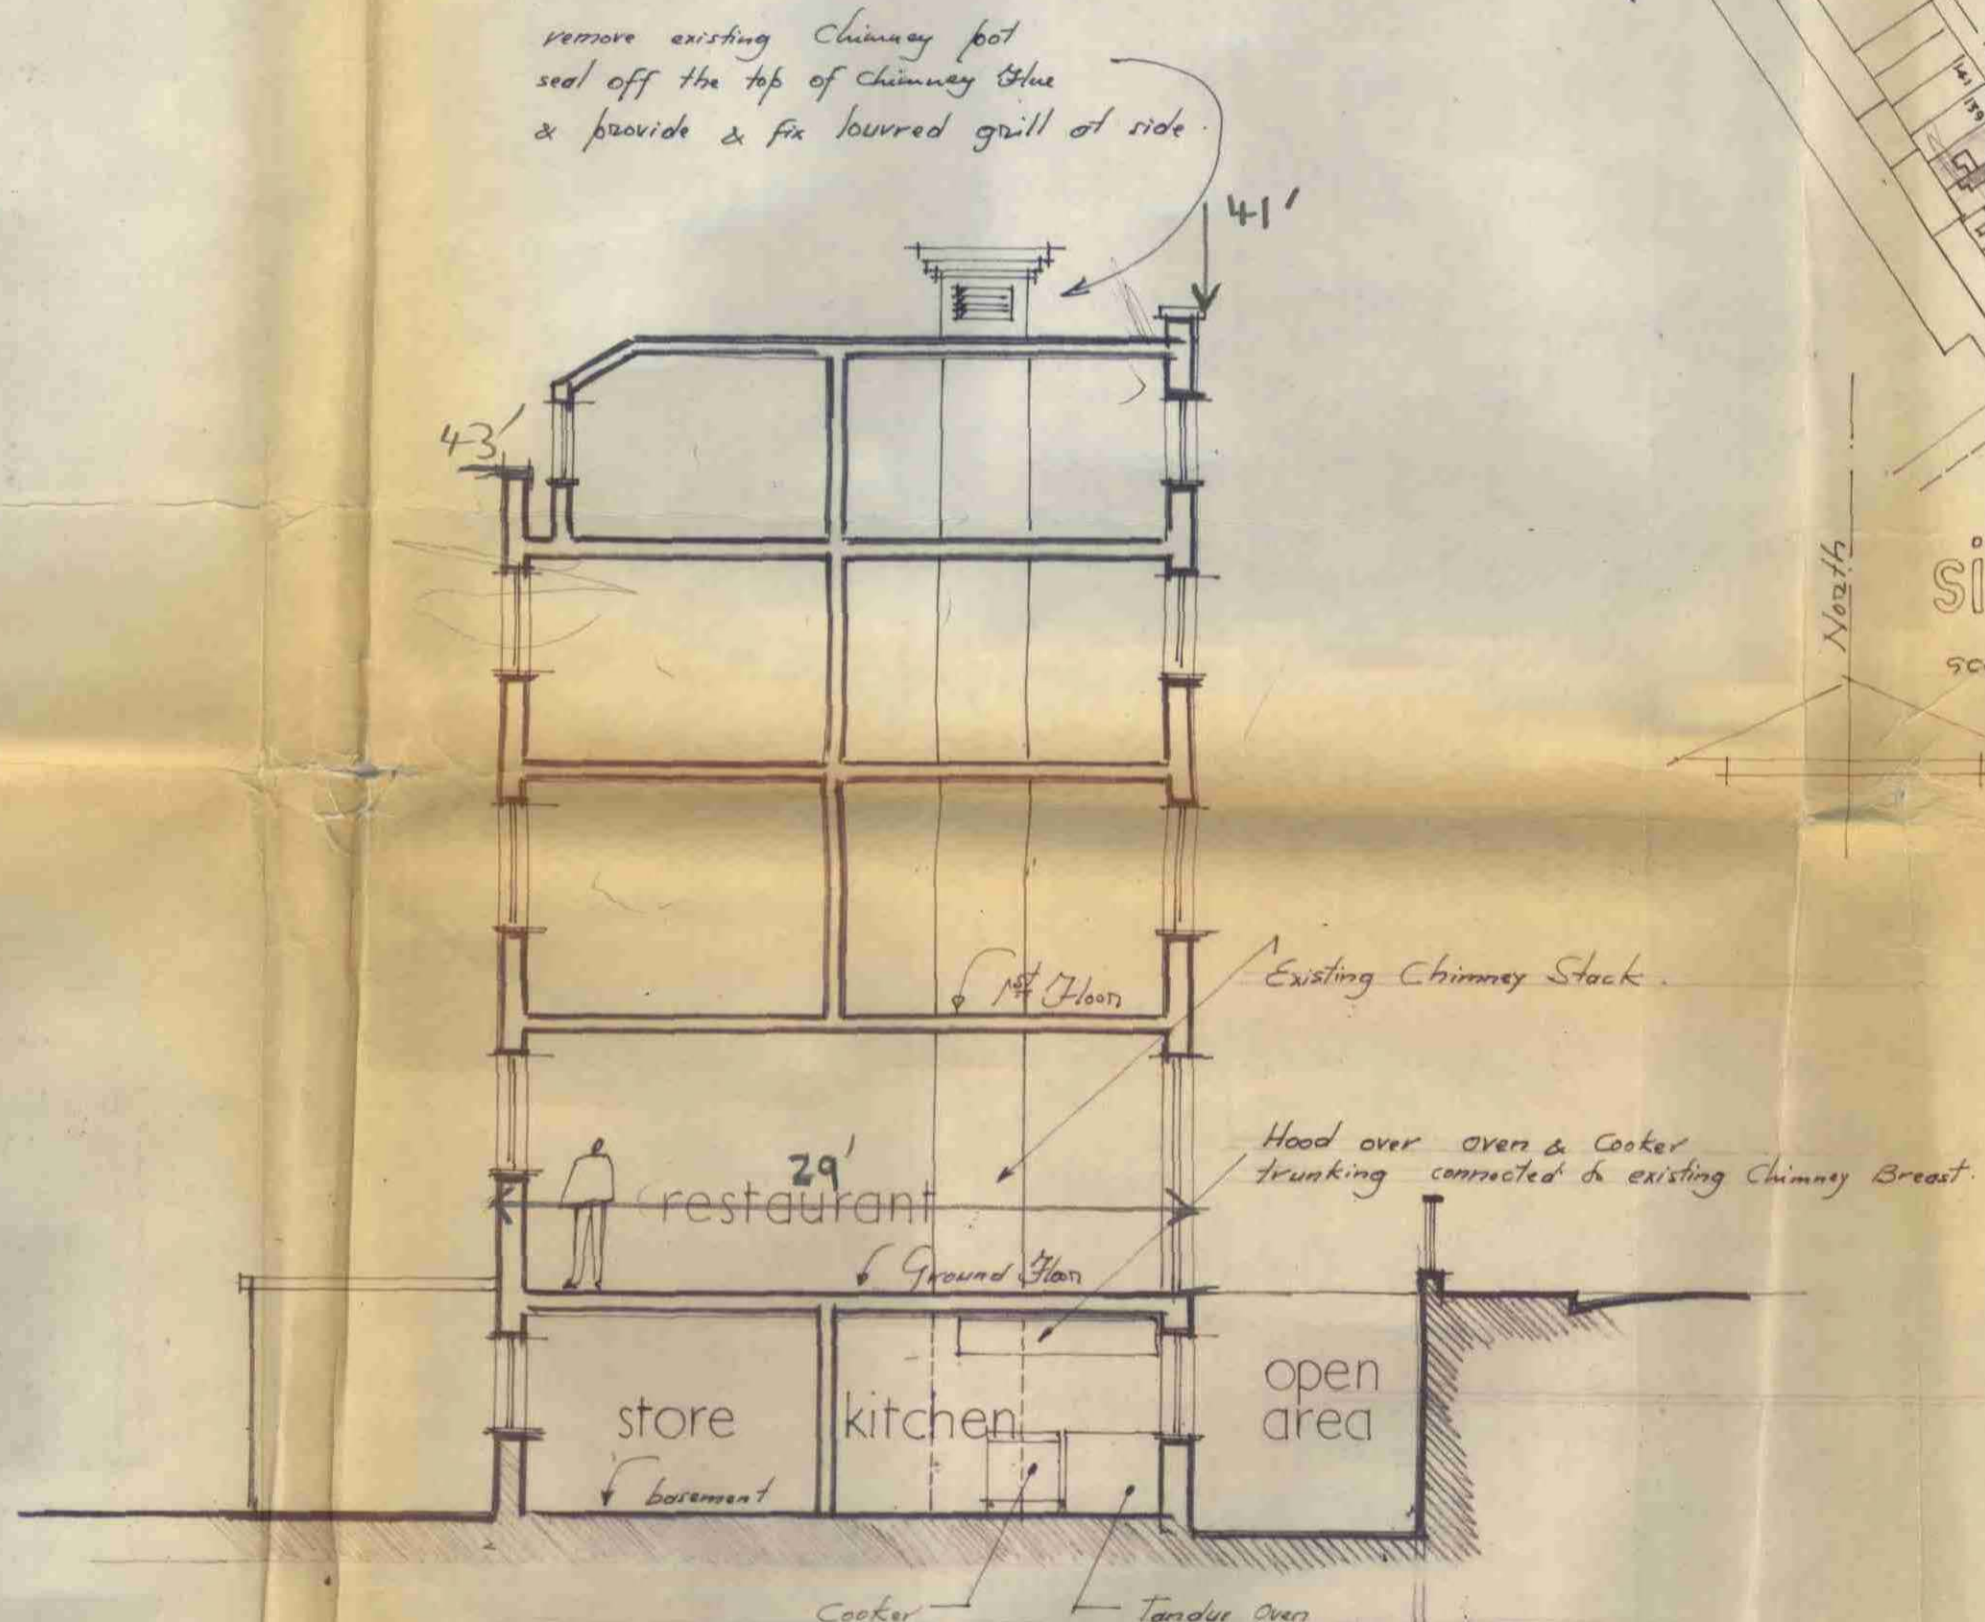 remove existing Chimney pot
seal off the top of Chimney Flue
& provide & fix louvred grill at side.
41'
43'
141
139
North
Existing Chimney Stack.
1st Floor
Hood over oven & Cooker
trunking connected to existing Chimney Breast.
29'
restaurant
Ground Floor
open
area
store
kitchen
basement
Cooker
Tandur Oven